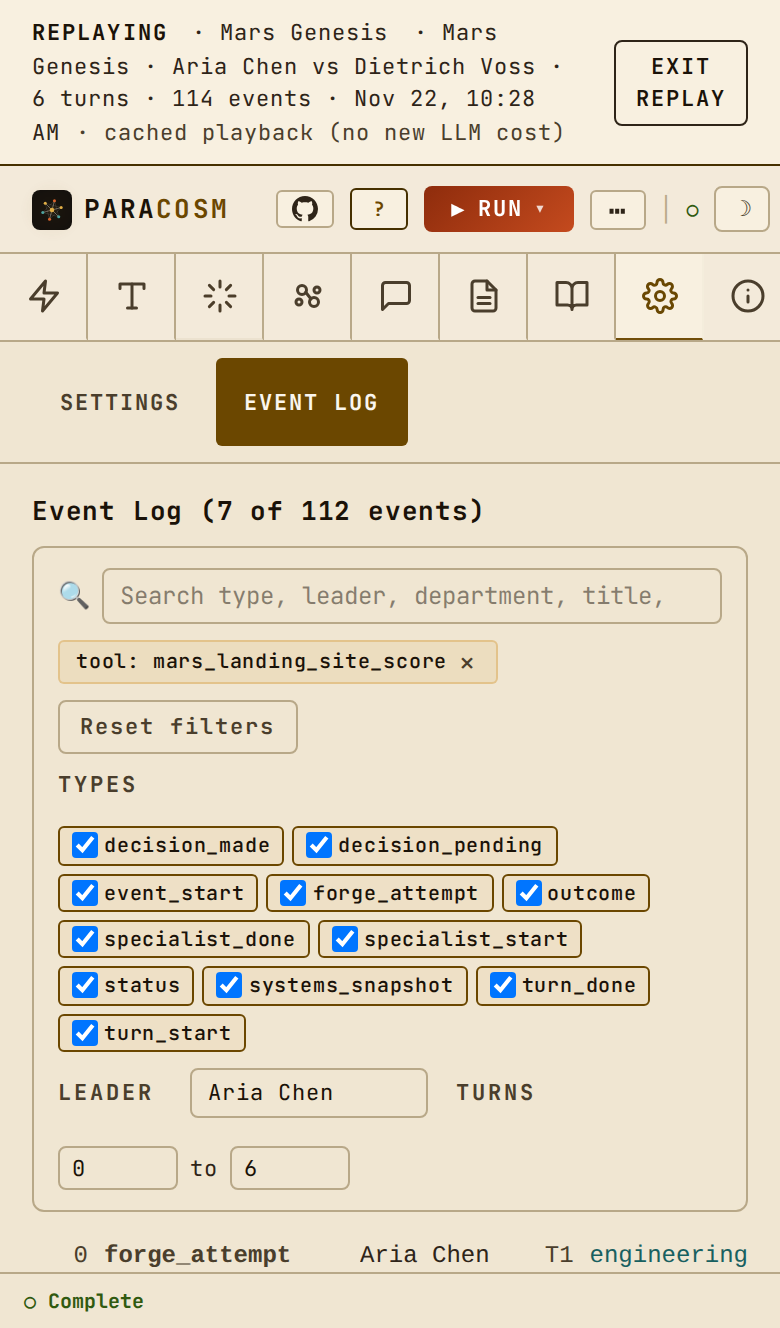 REPLAYING · Mars Genesis · Mars
Genesis · Aria Chen vs Dietrich Voss ·
6 turns · 114 events · Nov 22, 10:28
AM · cached playback (no new LLM cost)
EXIT
REPLAY
PARACOSM
?
▶ RUN ▾
…
SETTINGS
EVENT LOG
Event Log (7 of 112 events)
Search type, leader, department, title,
tool: mars_landing_site_score ×
Reset filters
TYPES
decision_made
decision_pending
event_start
forge_attempt
outcome
specialist_done
specialist_start
status
systems_snapshot
turn_done
turn_start
LEADER
Aria Chen
TURNS
0 to 6
0 forge_attempt Aria Chen T1 engineering
○ Complete